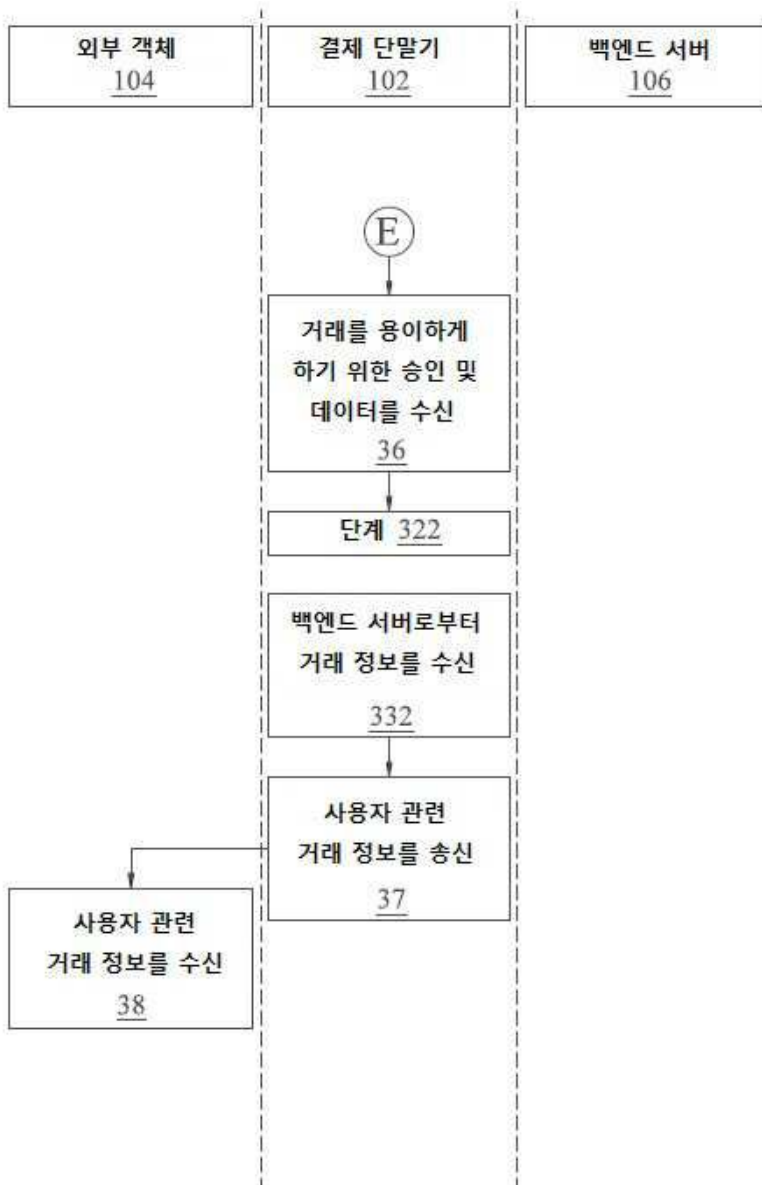 외부 객체
104
결제 단말기
102
백엔드 서버
106
E
거래를 용이하게
하기 위한 승인 및
데이터를 수신
36
단계 322
백엔드 서버로부터
거래 정보를 수신
332
사용자 관련
거래 정보를 송신
37
사용자 관련
거래 정보를 수신
38